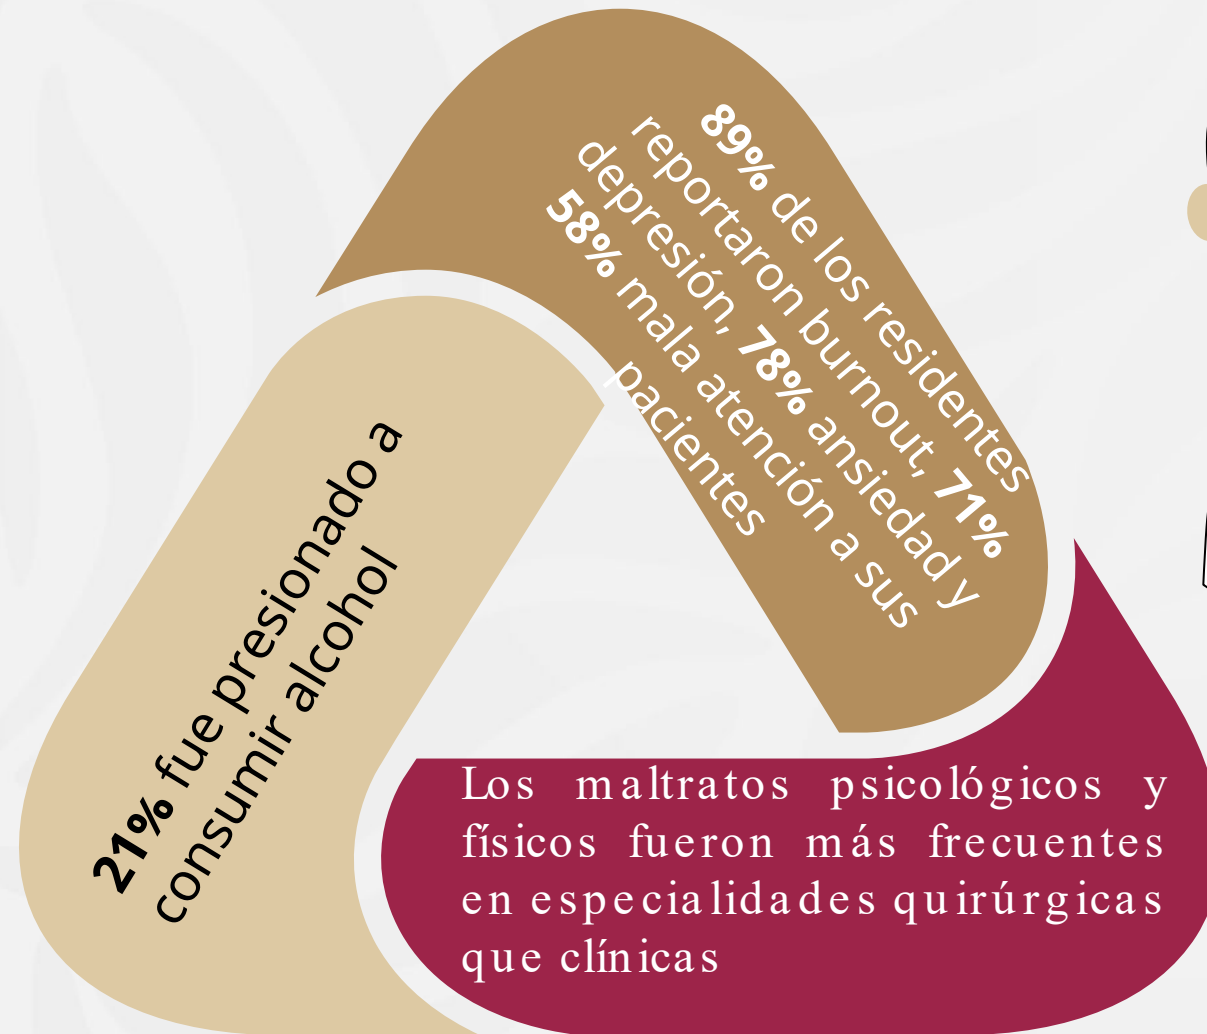 89% de los residentes
reportaron burnout, 71%
depresión, 78% ansiedad y
58% mala atención a sus
pacientes
21% fue presionado a
consumir alcohol
Los maltratos psicológicos y
físicos fueron más frecuentes
en especialidades quirúrgicas
que clínicas